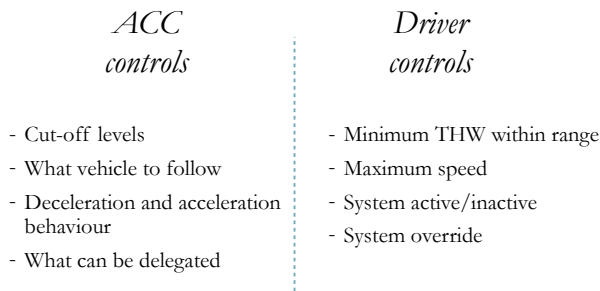 ACC
controls
- Cut-off levels
- What vehicle to follow
- Deceleration and acceleration
behaviour
- What can be delegated
Driver
controls
- Minimum THW within range
- Maximum speed
- System active/inactive
- System override